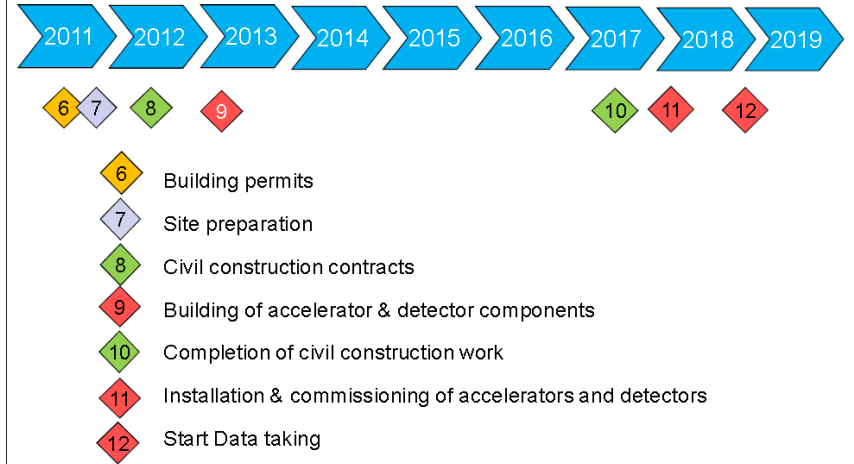 2011 2012 2013 2014 2015 2016 2017 2018 2019
6 7 8 9 10 11 12
6 Building permits
7 Site preparation
8 Civil construction contracts
9 Building of accelerator & detector components
10 Completion of civil construction work
11 Installation & commissioning of accelerators and detectors
12 Start Data taking